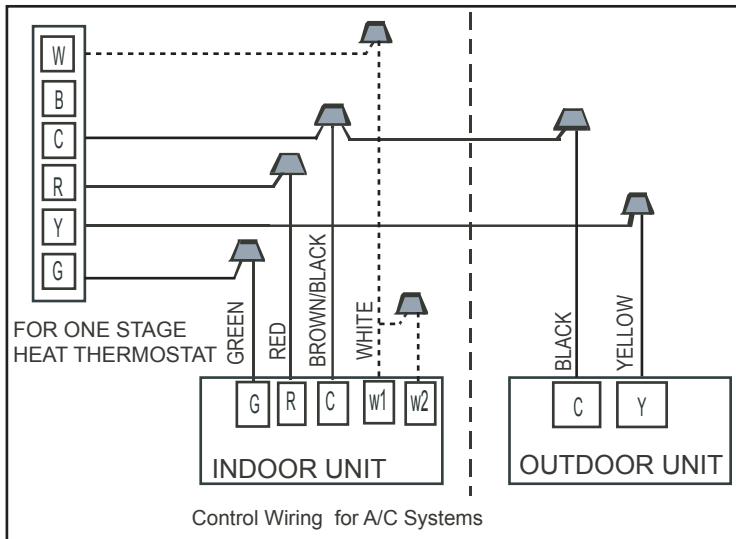 W
B
C
R
Y
G
FOR ONE STAGE
HEAT THERMOSTAT
GREEN
RED
BROWN/BLACK
WHITE
BLACK
YELLOW
G R C w1 w2
INDOOR UNIT
C Y
OUTDOOR UNIT
Control Wiring for A/C Systems